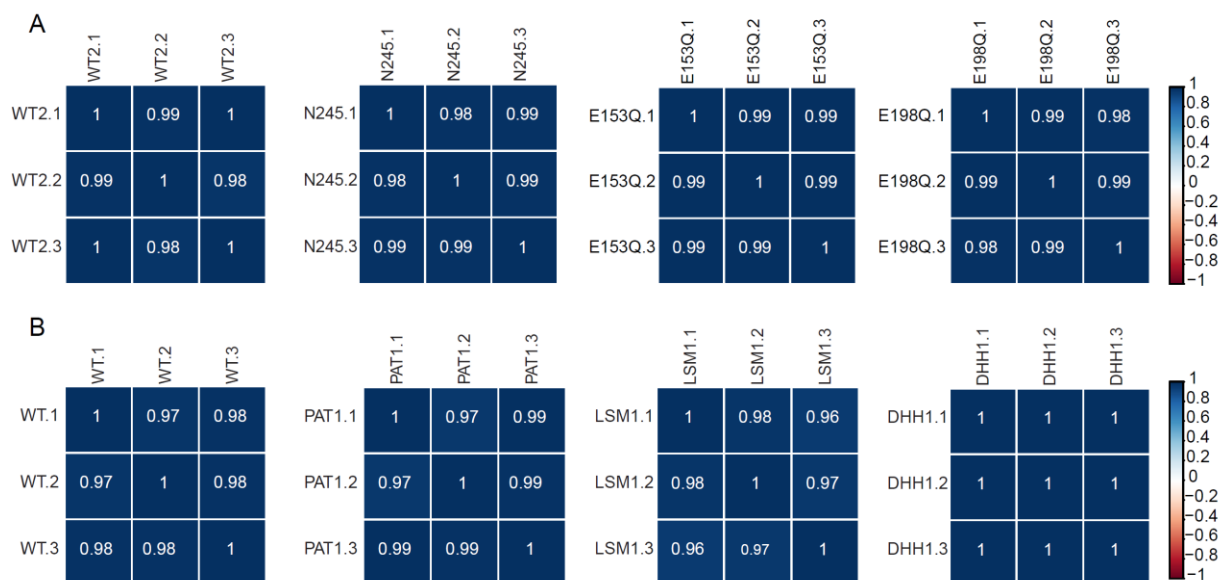 A
WT2.1 WT2.2 WT2.3 N245.1 N245.2 N245.3 E153Q.1 E153Q.2 E153Q.3 E198Q.1 E198Q.2 E198Q.3
WT2.1 1 0.99 1 N245.1 1 0.98 0.99 E153Q.1 1 0.99 0.99 E198Q.1 1 0.99 0.98
WT2.2 0.99 1 0.98 N245.2 0.98 1 0.99 E153Q.2 0.99 1 0.99 E198Q.2 0.99 1 0.99
WT2.3 1 0.98 1 N245.3 0.99 0.99 1 E153Q.3 0.99 0.99 1 E198Q.3 0.98 0.99 1
1
0.8
0.6
0.4
0.2
0
−0.2
−0.4
−0.6
−0.8
−1
B
WT.1 WT.2 WT.3 PAT1.1 PAT1.2 PAT1.3 LSM1.1 LSM1.2 LSM1.3 DHH1.1 DHH1.2 DHH1.3
WT.1 1 0.97 0.98 PAT1.1 1 0.97 0.99 LSM1.1 1 0.98 0.96 DHH1.1 1 1 1
WT.2 0.97 1 0.98 PAT1.2 0.97 1 0.99 LSM1.2 0.98 1 0.97 DHH1.2 1 1 1
WT.3 0.98 0.98 1 PAT1.3 0.99 0.99 1 LSM1.3 0.96 0.97 1 DHH1.3 1 1 1
1
0.8
0.6
0.4
0.2
0
−0.2
−0.4
−0.6
−0.8
−1